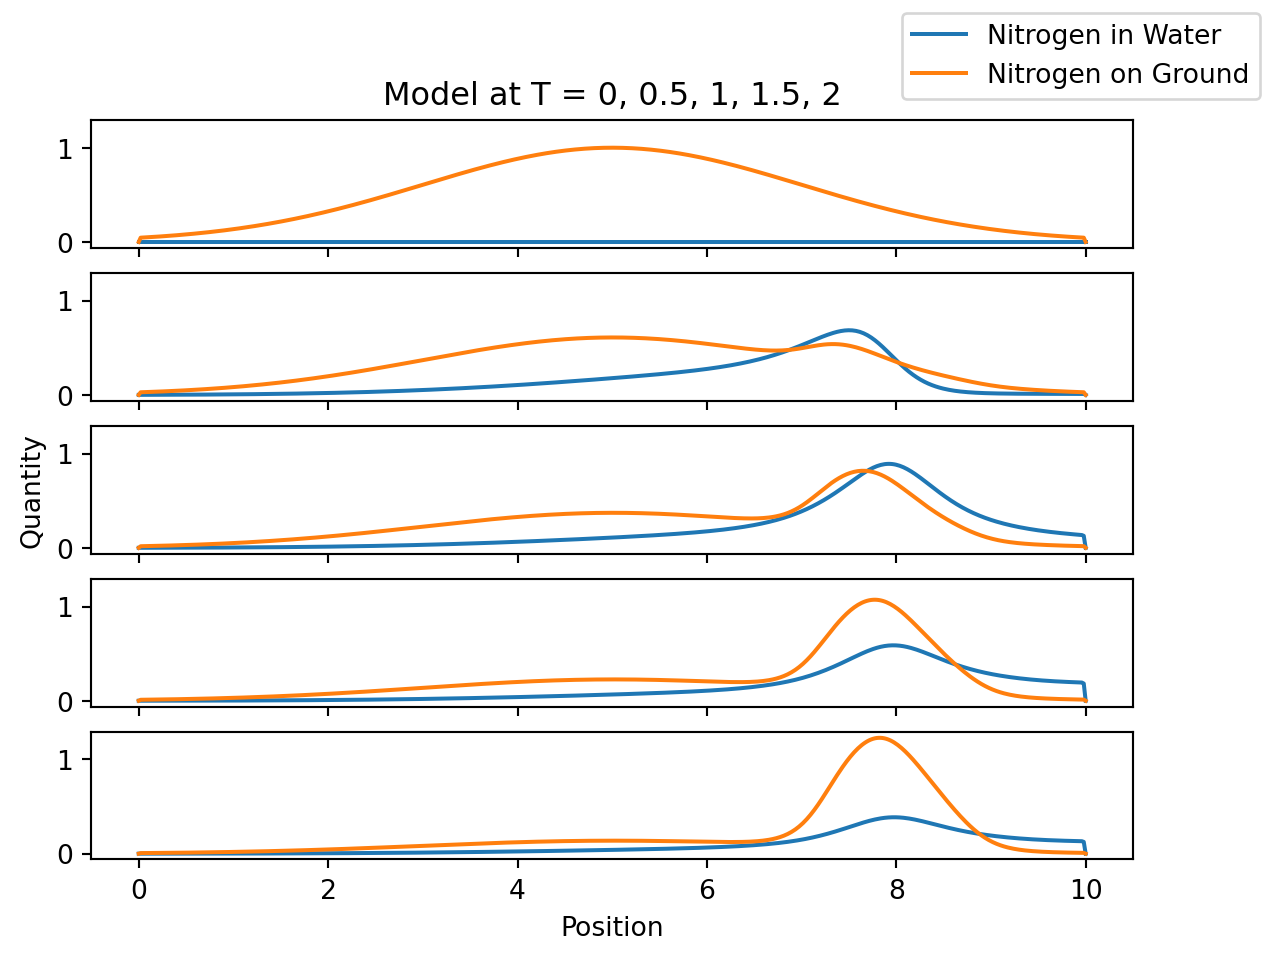 Nitrogen in Water
Nitrogen on Ground
Model at T = 0, 0.5, 1, 1.5, 2
1
0
1
0
Quantity
1
0
1
0
1
0
0 2 4 6 8 10
Position